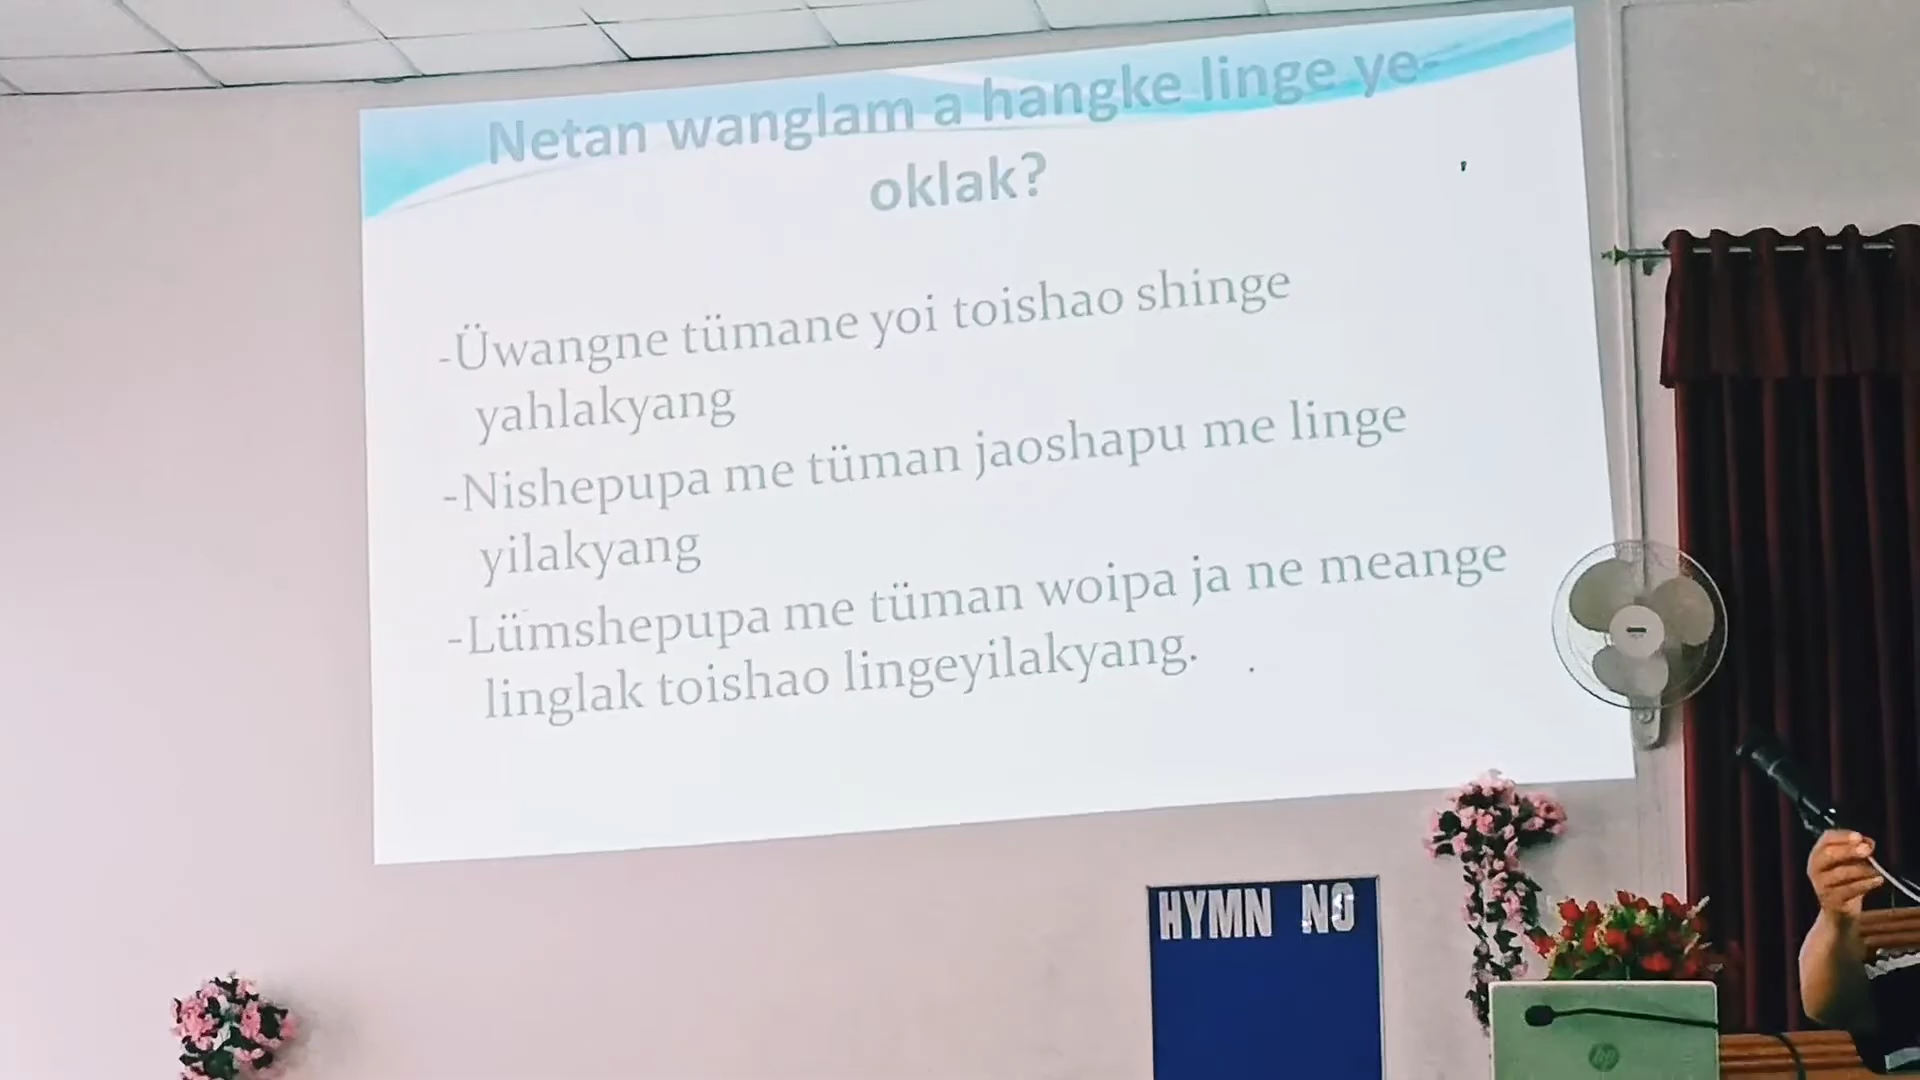 Netan wanglam a hangke linge ye-
oklak?
-Üwangne tümane yoi toishao shinge
yahlakyang
-Nishepupa me tüman jaoshapu me linge
yilakyang
-Lümshepupa me tüman woipa ja ne meange
linglak toishao lingeyilakyang.
HYMN NO
hp